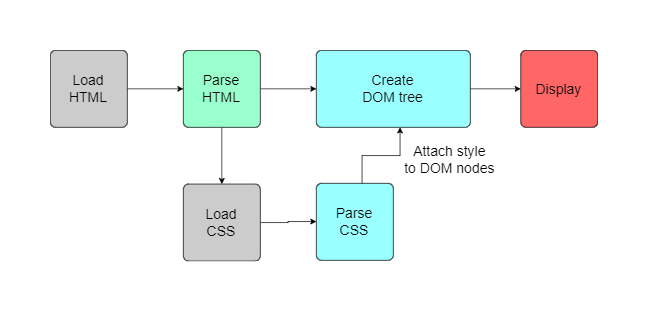 Load
HTML
Parse
HTML
Create
DOM tree
Display
Attach style
to DOM nodes
Load
CSS
Parse
CSS